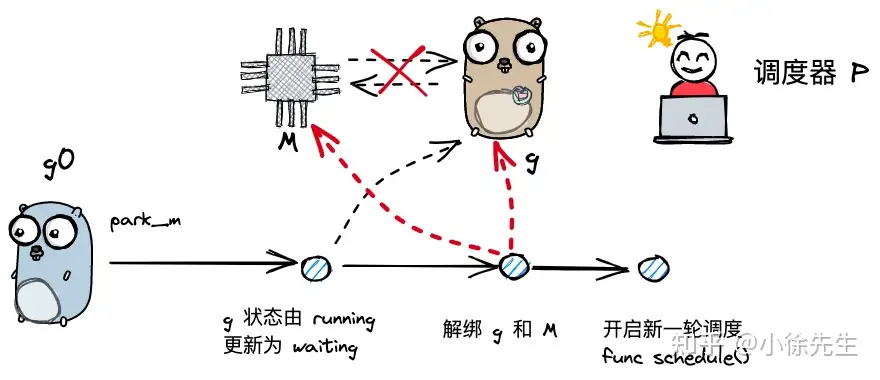 调度器 P
M
g
g0
park_m
g 状态由 running
更新为 waiting
解绑 g 和 M
开启新一轮调度
func schedule()
知乎 @小徐先生